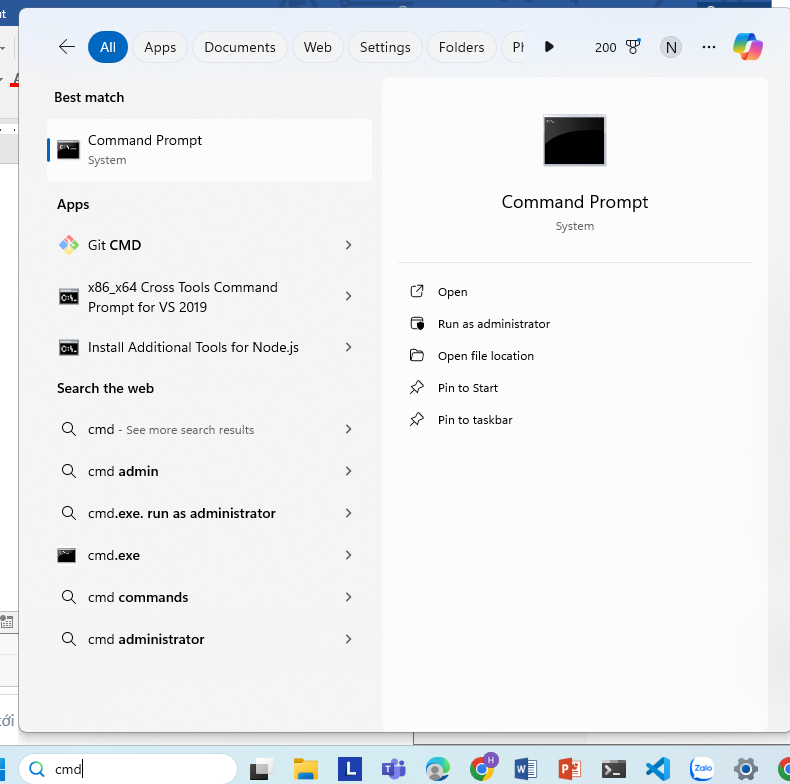 All
Apps
Documents
Web
Settings
Folders
200
N
Best match
Command Prompt
System
Apps
Git CMD
x86_x64 Cross Tools Command
Prompt for VS 2019
Install Additional Tools for Node.js
Search the web
cmd - See more search results
cmd admin
cmd.exe. run as administrator
cmd.exe
cmd commands
cmd administrator
Command Prompt
System
Open
Run as administrator
Open file location
Pin to Start
Pin to taskbar
cmd
L
H
Zalo